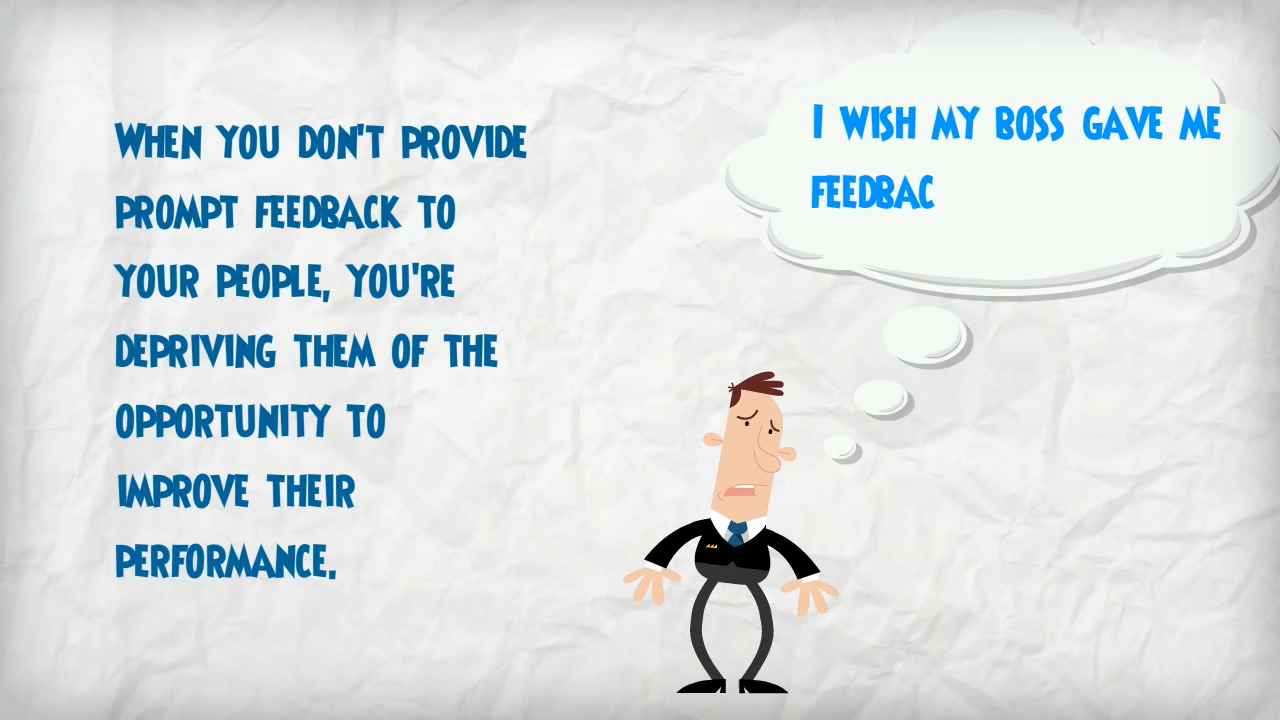 When you don't provide
prompt feedback to
your people, you're
depriving them of the
opportunity to
improve their
performance.
I wish my boss gave me
feedbac